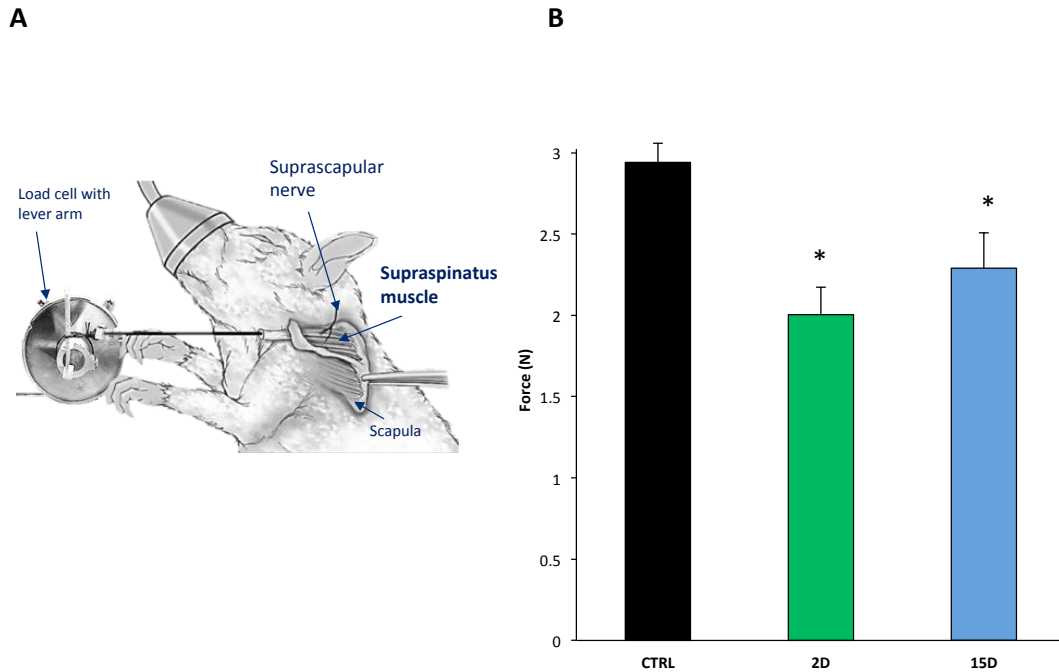 A
B
Suprascapular
nerve
Load cell with
lever arm
Supraspinatus
muscle
Scapula
Force (N)
3
2.5
2
1.5
1
0.5
0
*
*
CTRL
2D
15D